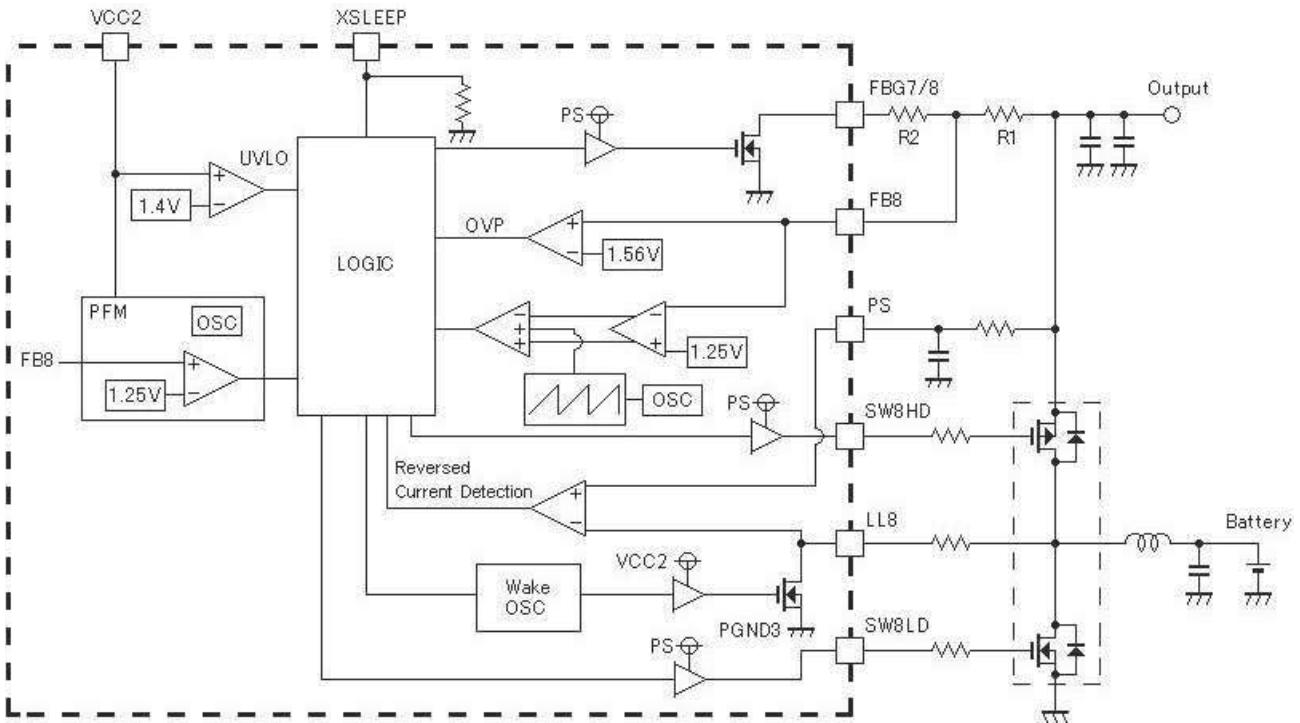 VCC2
XSLEEP
FBG7/8
Output
PS
R2
R1
UVLO
1.4V
FB8
OVP
1.56V
LOGIC
PFM
OSC
PS
FB8
1.25V
1.25V
OSC
PS
SW8HD
Reversed
Current Detection
LL8
Battery
VCC2
Wake
OSC
PGND3
SW8LD
PS